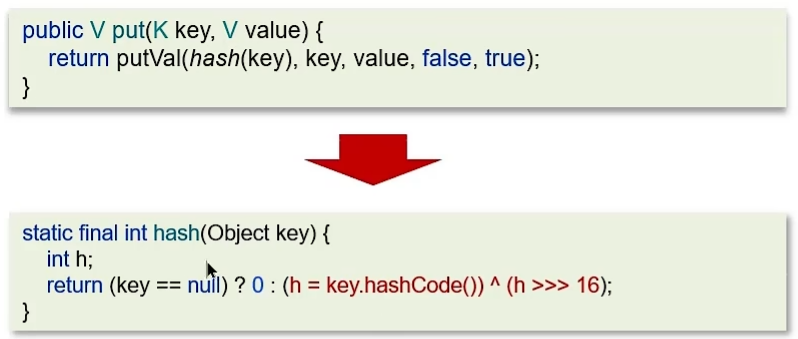 public V put(K key, V value) {
return putVal(hash(key), key, value, false, true);
}
static final int hash(Object key) {
int h;
return (key == null) ? 0 : (h = key.hashCode()) ^ (h >>> 16);
}